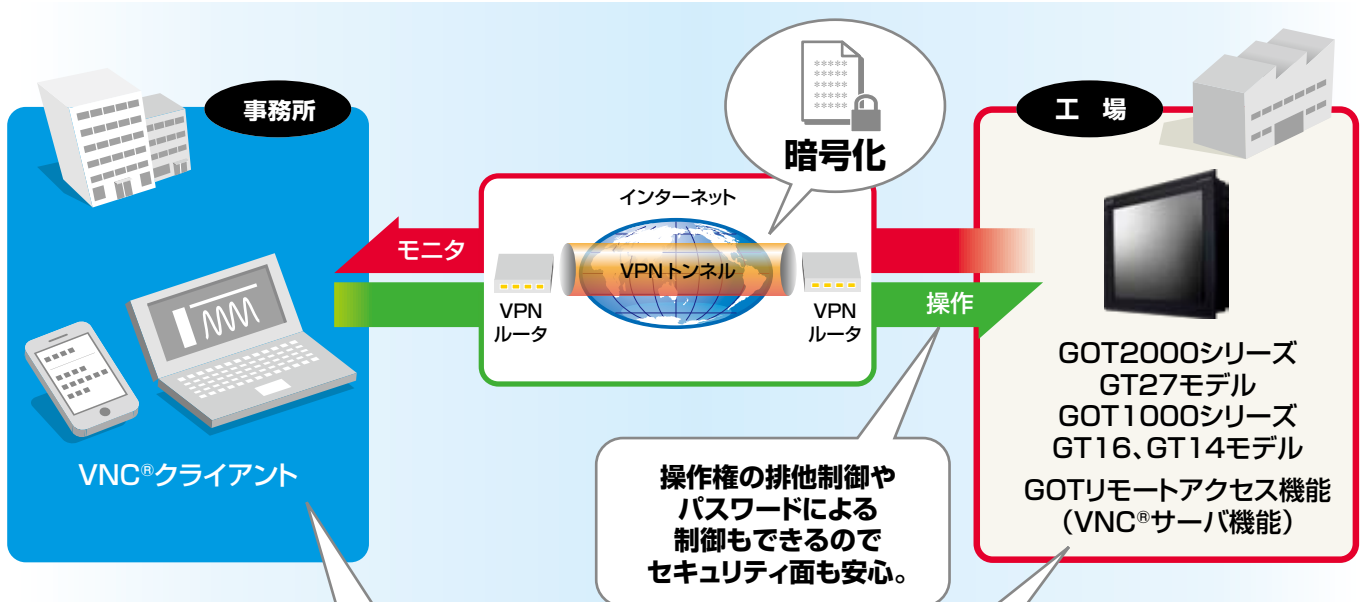 事務所
工 場
*****
*****
*****
*****
*****
暗号化
インターネット
モニタ
VPNトンネル
VPN
ルータ
VPN
ルータ
操作
VNC®クライアント
操作権の排他制御や
パスワードによる
制御もできるので
セキュリティ面も安心。
GOT2000シリーズ
GT27モデル
GOT1000シリーズ
GT16、GT14モデル
GOTリモートアクセス機能
（VNC®サーバ機能）